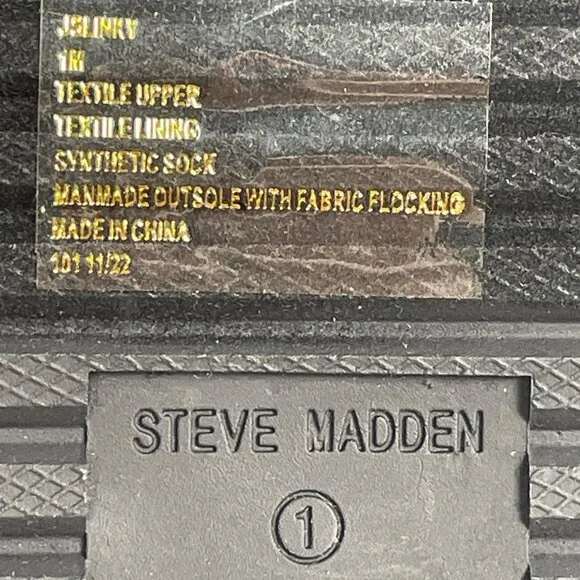 JSLINKY
1M
TEXTILE UPPER
TEXTILE LINING
SYNTHETIC SOCK
MANMADE OUTSOLE WITH FABRIC FLOCKING
MADE IN CHINA
101 11/22
STEVE MADDEN
1